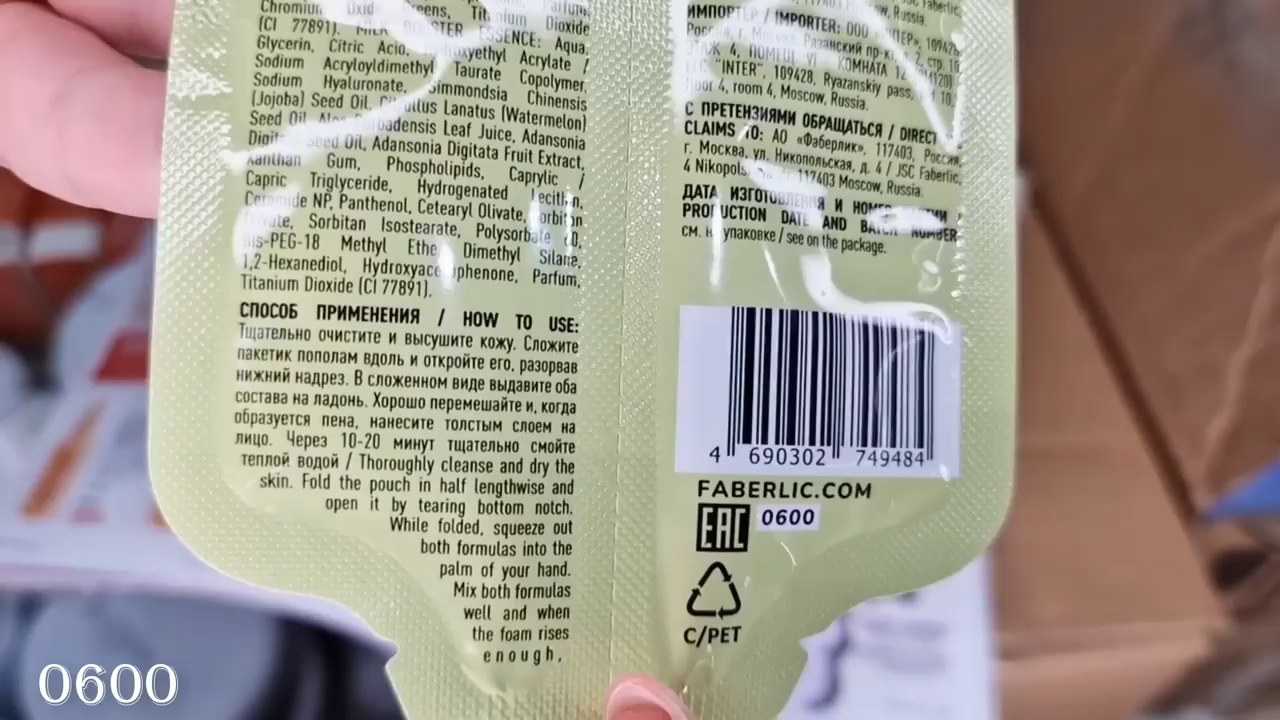 Chromium Oxide Greens, Titanium Dioxide
(CI 77891). MILK BOOSTER ESSENCE: Aqua,
Glycerin, Citric Acid, Hydroxyethyl Acrylate /
Sodium Acryloyldimethyl Taurate Copolymer,
Sodium Hyaluronate, Simmondsia Chinensis
(Jojoba) Seed Oil, Citrullus Lanatus (Watermelon)
Seed Oil, Aloe Barbadensis Leaf Juice, Adansonia
Digitata Seed Oil, Adansonia Digitata Fruit Extract,
Xanthan Gum, Phospholipids, Caprylic /
Capric Triglyceride, Hydrogenated Lecithin,
Ceramide NP, Panthenol, Cetearyl Olivate, Sorbitan
Olivate, Sorbitan Isostearate, Polysorbate 60,
Bis-PEG-18 Methyl Ether Dimethyl Silane,
1,2-Hexanediol, Hydroxyacetophenone, Parfum,
Titanium Dioxide (CI 77891).
СПОСОБ ПРИМЕНЕНИЯ / HOW TO USE:
Тщательно очистите и высушите кожу. Сложите
пакетик пополам вдоль и откройте его, разорвав
нижний надрез. В сложенном виде выдавите оба
состава на ладонь. Хорошо перемешайте и, когда
образуется пена, нанесите толстым слоем на
лицо. Через 10-20 минут тщательно смойте
теплой водой / Thoroughly cleanse and dry the
skin. Fold the pouch in half lengthwise and
open it by tearing bottom notch.
While folded, squeeze out
both formulas into the
palm of your hand.
Mix both formulas
well and when
the foam rises
enough,
Moscow, Russia.
ИМПОРТЕР / IMPORTER: ООО
Россия, г. Москва, Рязанский пр-кт, 2, стр. 10
ЭТАЖ 4, ПОМЕЩ. VI КОМНАТА
"INTER", 109428, Ryazansky pass, 10,
floor 4, room 4, Moscow, Russia.
С ПРЕТЕНЗИЯМИ ОБРАЩАТЬСЯ / DIRECT
CLAIMS TO: АО «Фаберлик», 117403, Россия,
г. Москва, ул. Никопольская, д. 4 / JSC Faberlic,
4 Nikopolskaya 117403 Moscow, Russia.
ДАТА ИЗГОТОВЛЕНИЯ И НОМЕР ПАРТИИ /
PRODUCTION DATE AND BATCH NUMBER
см. на упаковке / see on the package.
4 690302 749484
FABERLIC.COM
EAC 0600
C/PET
0600